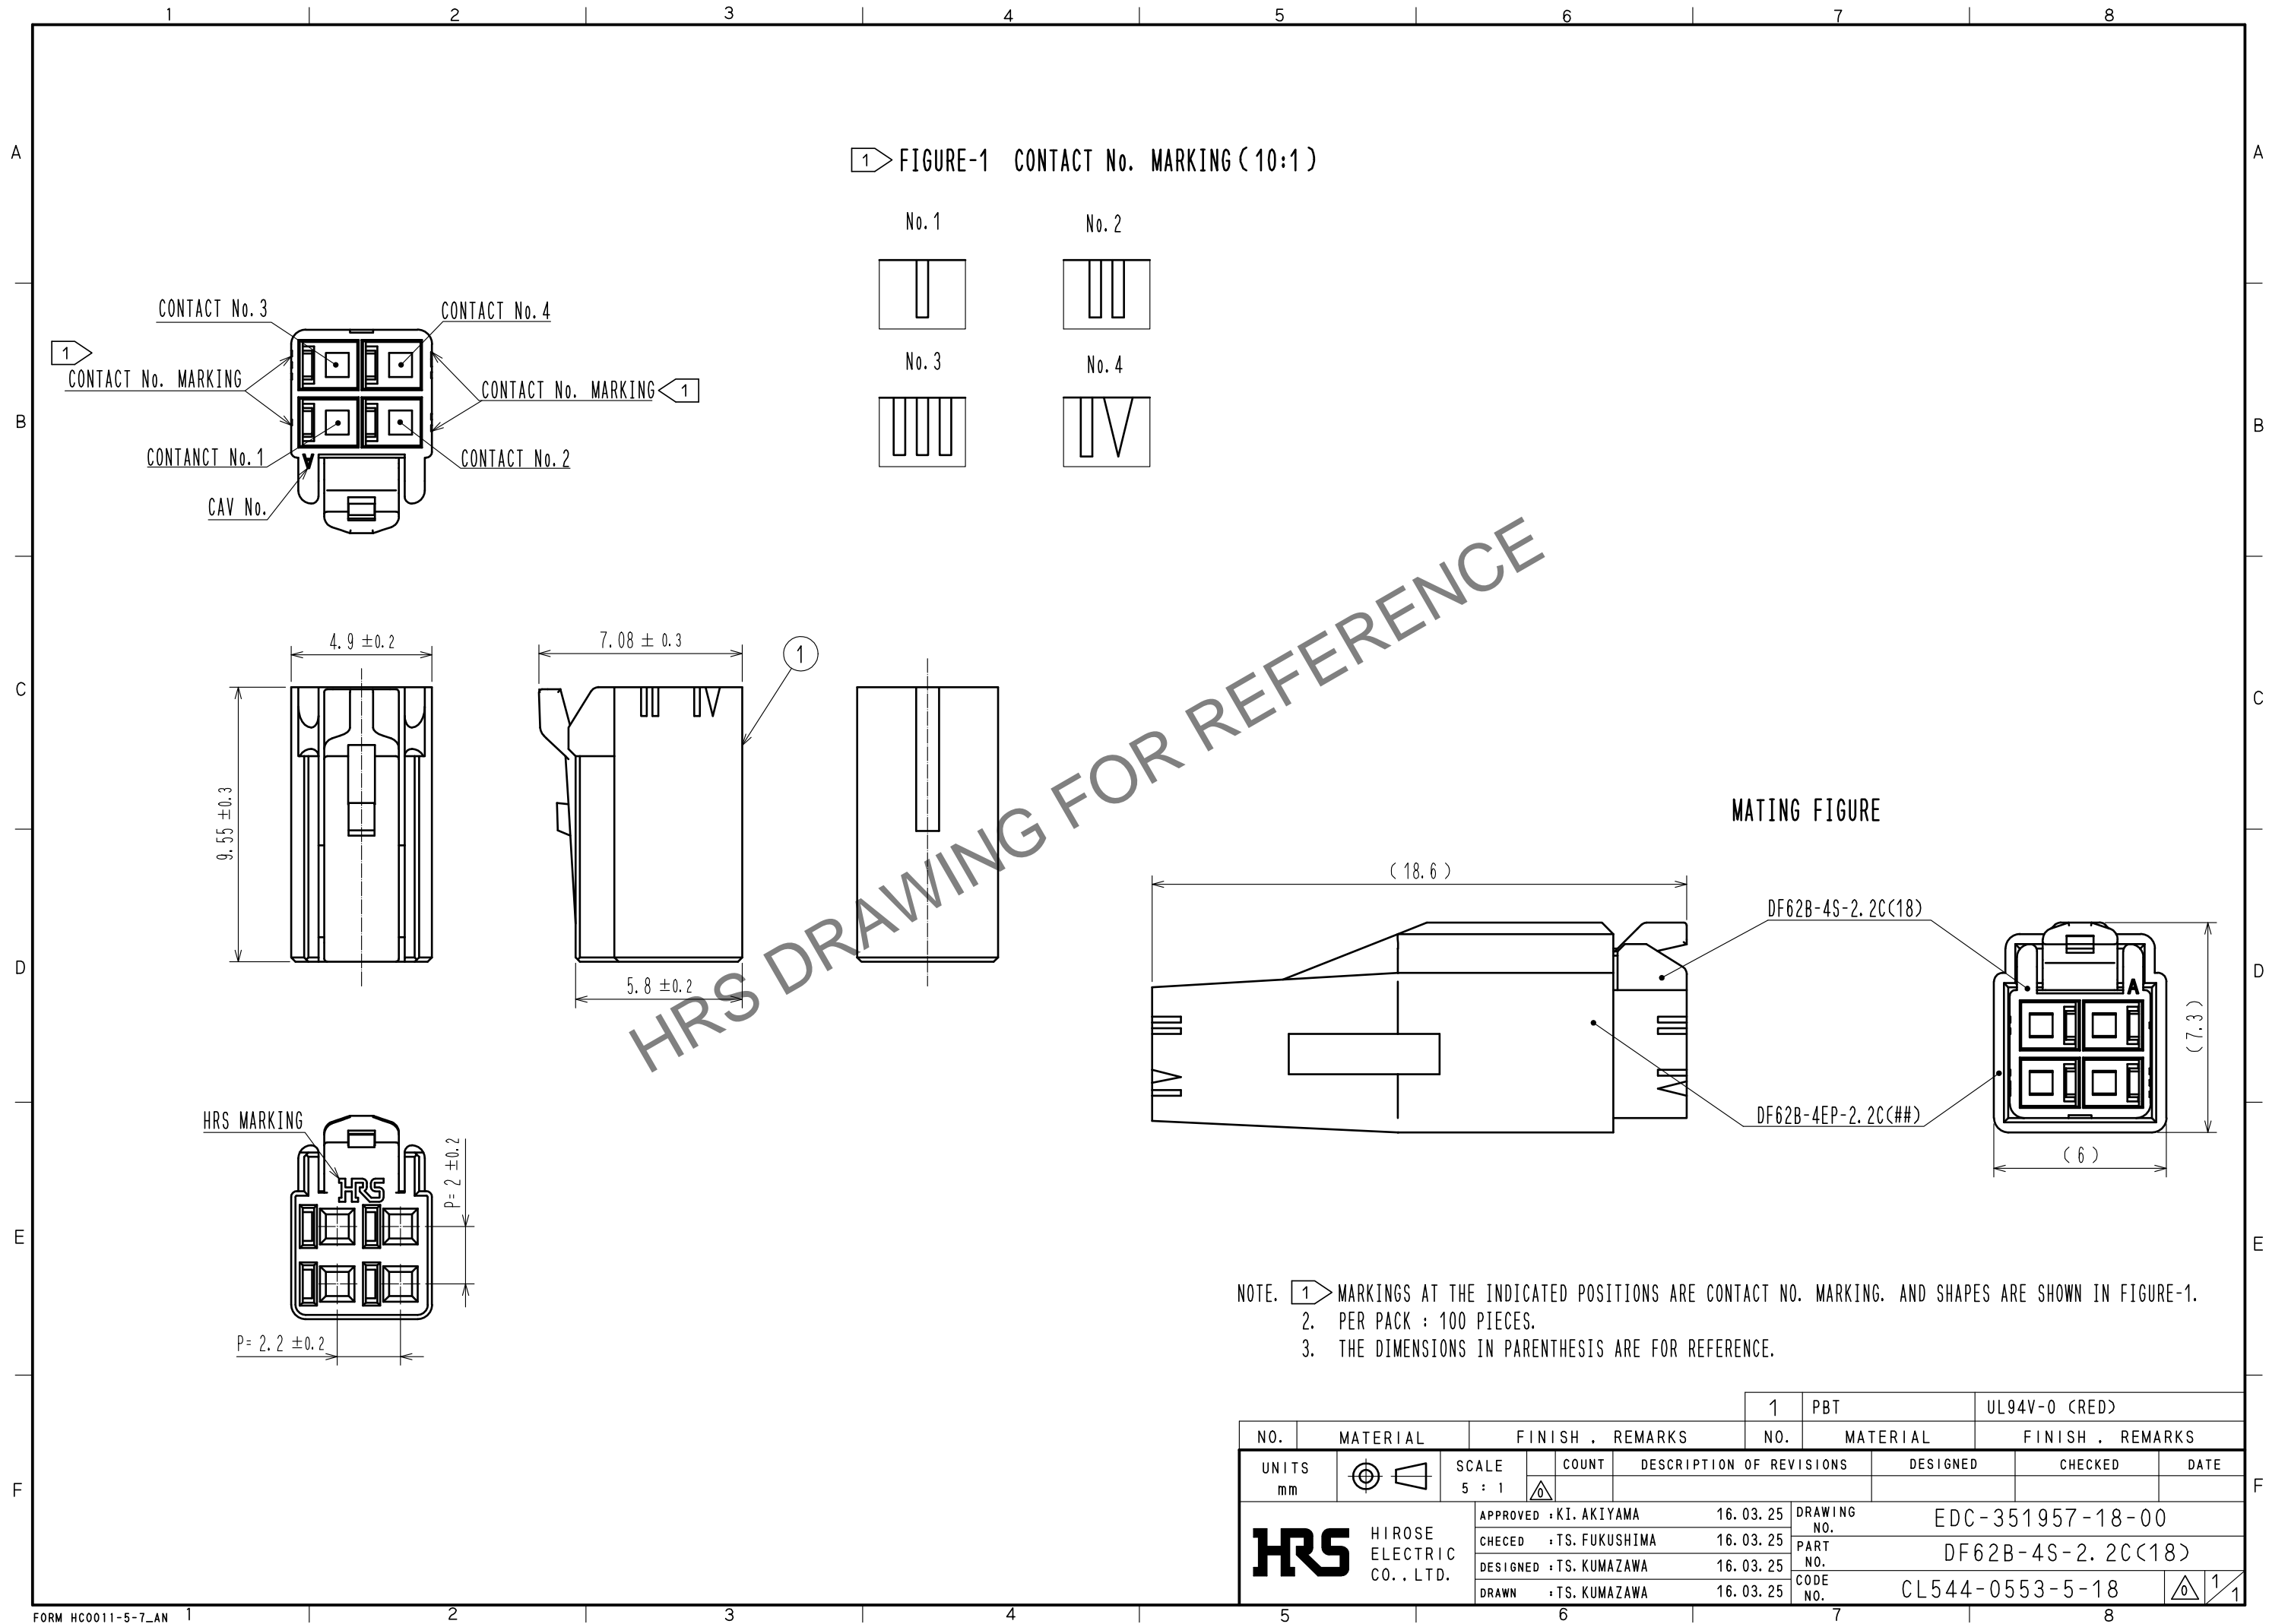 1 2 3 4 5 6 7 8
A A
B B
C C
D D
E E
F F
1 FIGURE-1 CONTACT No. MARKING(10:1)
No.1 No.2
No.3 No.4
CONTACT No.3
CONTACT No.4
1
CONTACT No. MARKING
CONTACT No. MARKING 1
CONTANCT No.1
CONTACT No.2
A
CAV No.
4.9 ±0.2
7.08 ± 0.3
1
9.55 ±0.3
5.8 ±0.2
HRS DRAWING FOR REFERENCE
MATING FIGURE
(18.6)
DF62B-4S-2.2C(18)
A
(7.3)
DF62B-4EP-2.2C(##)
(6)
HRS MARKING
HRS
P= 2 ±0.2
P= 2.2 ±0.2
NOTE. 1 MARKINGS AT THE INDICATED POSITIONS ARE CONTACT NO. MARKING. AND SHAPES ARE SHOWN IN FIGURE-1.
2. PER PACK : 100 PIECES.
3. THE DIMENSIONS IN PARENTHESIS ARE FOR REFERENCE.
1 PBT UL94V-0 (RED)
NO. MATERIAL FINISH . REMARKS NO. MATERIAL FINISH . REMARKS
UNITS mm SCALE 5 : 1 COUNT DESCRIPTION OF REVISIONS DESIGNED CHECKED DATE
0
HRS HIROSE ELECTRIC CO.,LTD.
APPROVED :KI.AKIYAMA 16.03.25
CHECED :TS.FUKUSHIMA 16.03.25
DESIGNED :TS.KUMAZAWA 16.03.25
DRAWN :TS.KUMAZAWA 16.03.25
DRAWING NO. EDC-351957-18-00
PART NO. DF62B-4S-2.2C(18)
CODE NO. CL544-0553-5-18 0 1/1
FORM HC0011-5-7_AN 1 2 3 4 5 6 7 8